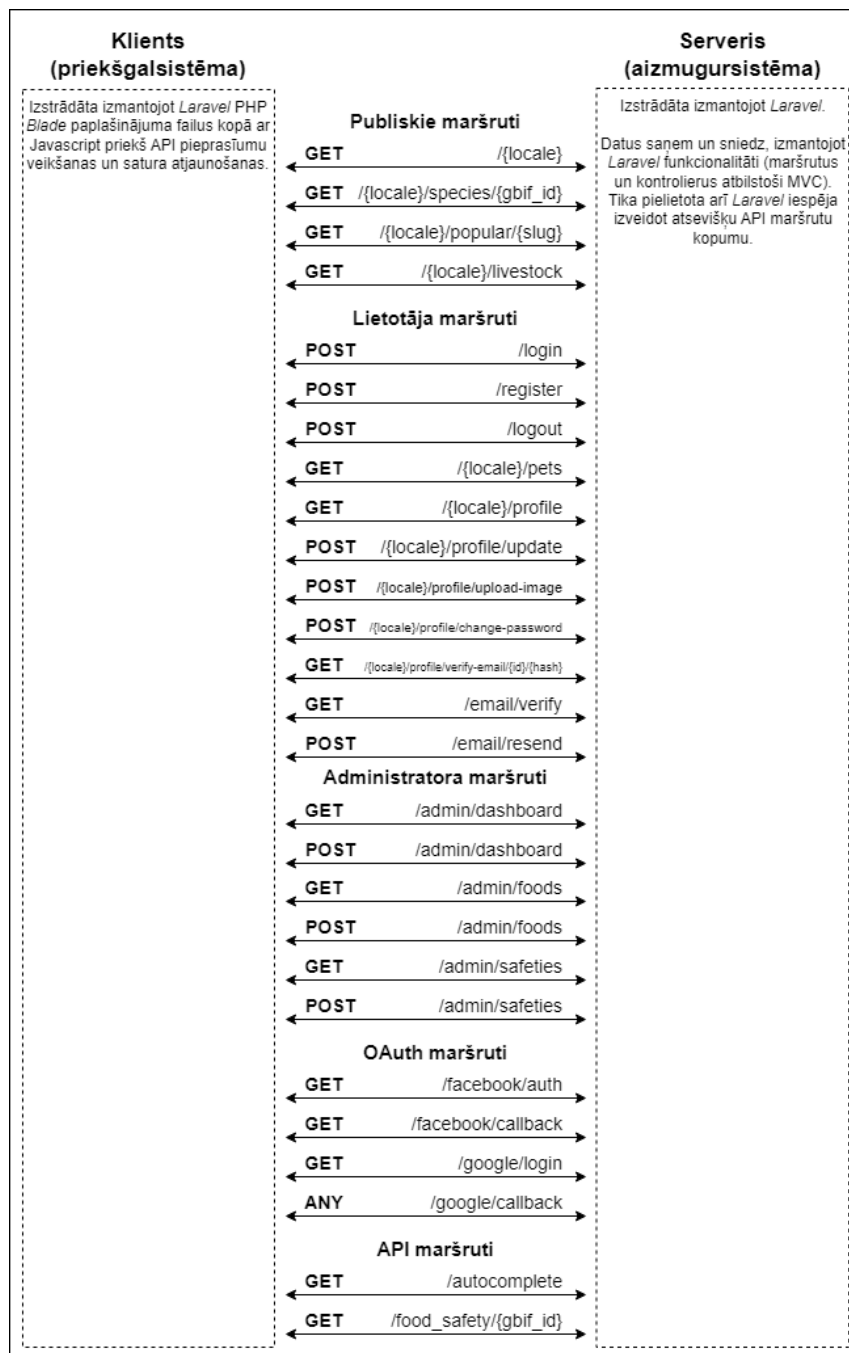 Klients
(priekšgalsistēma)
Izstrādāta izmantojot Laravel PHP
Blade paplašinājuma failus kopā ar
Javascript priekš API pieprasīumu
veikšanas un satura atjaunošanas.
Serveris
(aizmugursistēma)
Izstrādāta izmantojot Laravel.
Datus saņem un sniedz, izmantojot
Laravel funkcionalitāti (maršrutus
un kontrolierus atbilstoši MVC).
Tika pielietota arī Laravel iespēja
izveidot atsevišķu API maršrutu
kopumu.
Publiskie maršruti
GET /{locale}
GET /{locale}/species/{gbif_id}
GET /{locale}/popular/{slug}
GET /{locale}/livestock
Lietotāja maršruti
POST /login
POST /register
POST /logout
GET /{locale}/pets
GET /{locale}/profile
POST /{locale}/profile/update
POST /{locale}/profile/upload-image
POST /{locale}/profile/change-password
GET /{locale}/profile/verify-email/{id}/{hash}
GET /email/verify
POST /email/resend
Administratora maršruti
GET /admin/dashboard
POST /admin/dashboard
GET /admin/foods
POST /admin/foods
GET /admin/safeties
POST /admin/safeties
OAuth maršruti
GET /facebook/auth
GET /facebook/callback
GET /google/login
ANY /google/callback
API maršruti
GET /autocomplete
GET /food_safety/{gbif_id}